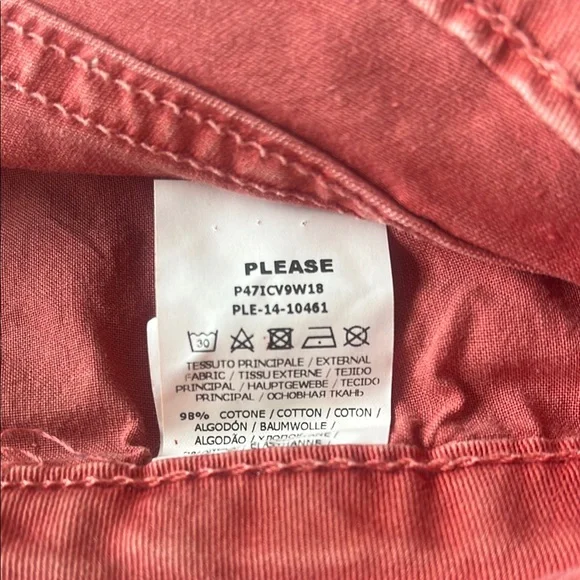 PLEASE
P47ICV9W18
PLE-14-10461
30
TESSUTO PRINCIPALE / EXTERNAL
FABRIC / TISSU EXTERNE / TEJIDO
PRINCIPAL / HAUPTGEWEBE / TECIDO
PRINCIPAL / ОСНОВНАЯ ТКАНЬ
98% COTONE / COTTON / COTON /
ALGODÓN / BAUMWOLLE /
ALGODÃO /